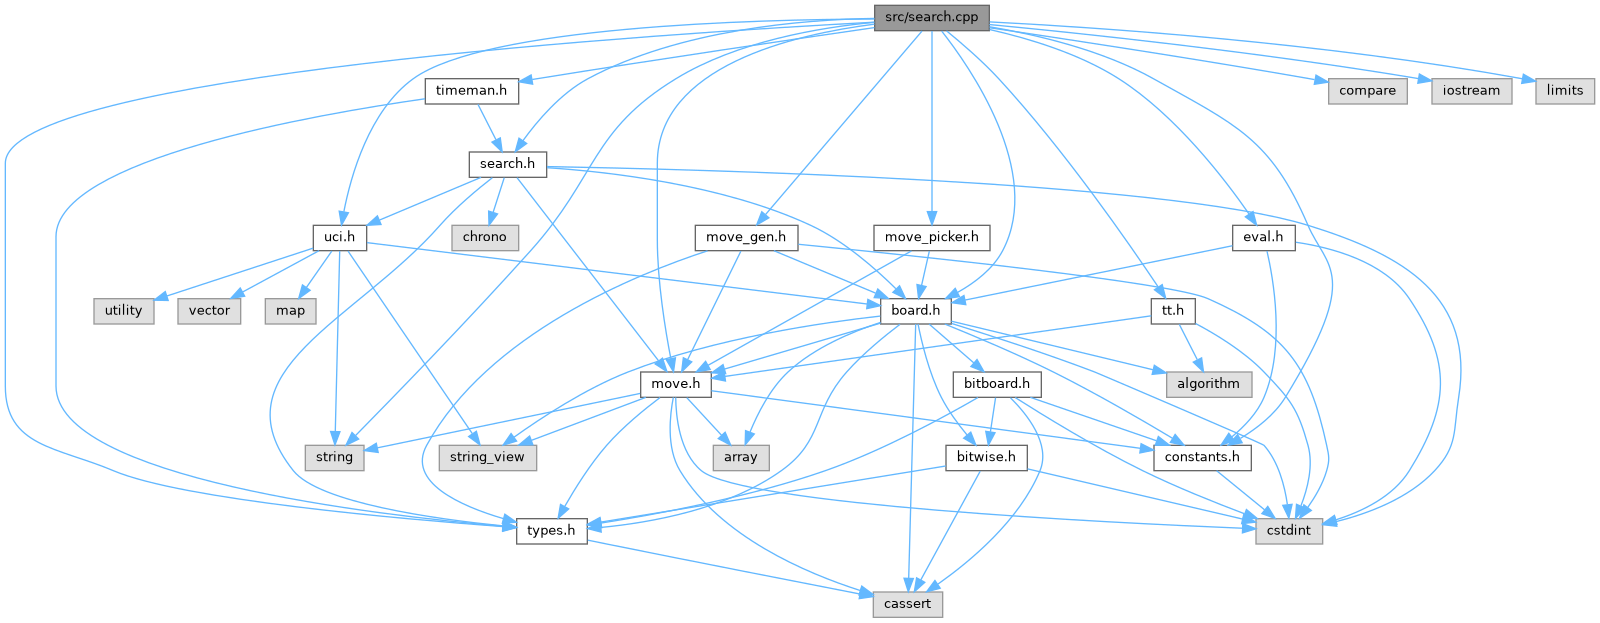 src/search.cpp
timeman.h
compare
iostream
limits
search.h
uci.h
chrono
move_gen.h
move_picker.h
eval.h
utility
vector
map
board.h
tt.h
move.h
bitboard.h
algorithm
string
string_view
array
bitwise.h
constants.h
types.h
cstdint
cassert